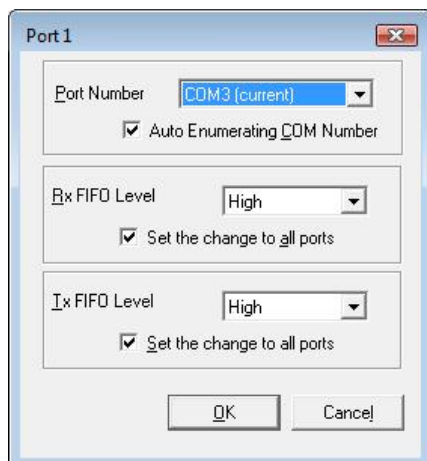 Port 1
Port Number COM3 (current)
Auto Enumerating COM Number
Rx FIFO Level High
Set the change to all ports
Tx FIFO Level High
Set the change to all ports
OK Cancel